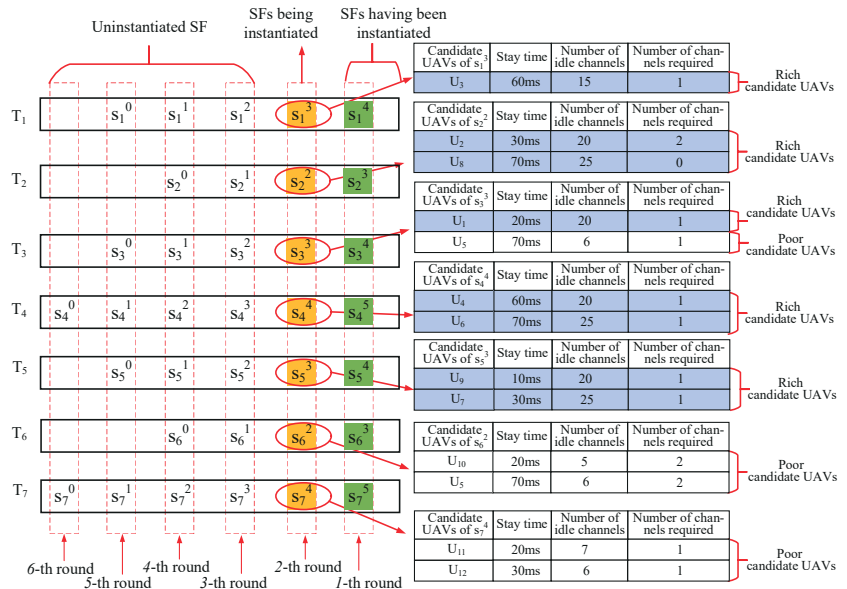 Uninstantiated SF
SFs being
instantiated
SFs having been
instantiated
T1 s1^0 s1^1 s1^2 s1^3 s1^4
T2 s2^0 s2^1 s2^2 s2^3
T3 s3^0 s3^1 s3^2 s3^3 s3^4
T4 s4^0 s4^1 s4^2 s4^3 s4^4 s4^5
T5 s5^0 s5^1 s5^2 s5^3 s5^4
T6 s6^0 s6^1 s6^2 s6^3
T7 s7^0 s7^1 s7^2 s7^3 s7^4 s7^5
6-th round
5-th round
4-th round
3-th round
2-th round
1-th round
Candidate UAVs of s1^3 Stay time Number of idle channels Number of channels required
U3 60ms 15 1
Rich
candidate UAVs
Candidate UAVs of s2^2 Stay time Number of idle channels Number of chan-nels required
U2 30ms 20 2
U8 70ms 25 0
Rich
candidate UAVs
Candidate UAVs of s3^3 Stay time Number of idle channels Number of chan-nels required
U1 20ms 20 1
U5 70ms 6 1
Rich
candidate UAVs
Poor
candidate UAVs
Candidate UAVs of s4^4 Stay time Number of idle channels Number of chan-nels required
U4 60ms 20 1
U6 70ms 25 1
Rich
candidate UAVs
Candidate UAVs of s5^3 Stay time Number of idle channels Number of chan-nels required
U9 10ms 20 1
U7 30ms 25 1
Rich
candidate UAVs
Candidate UAVs of s6^2 Stay time Number of idle channels Number of chan-nels required
U10 20ms 5 2
U5 70ms 6 2
Poor
candidate UAVs
Candidate UAVs of s7^4 Stay time Number of idle channels Number of chan-nels required
U11 20ms 7 1
U12 30ms 6 1
Poor
candidate UAVs